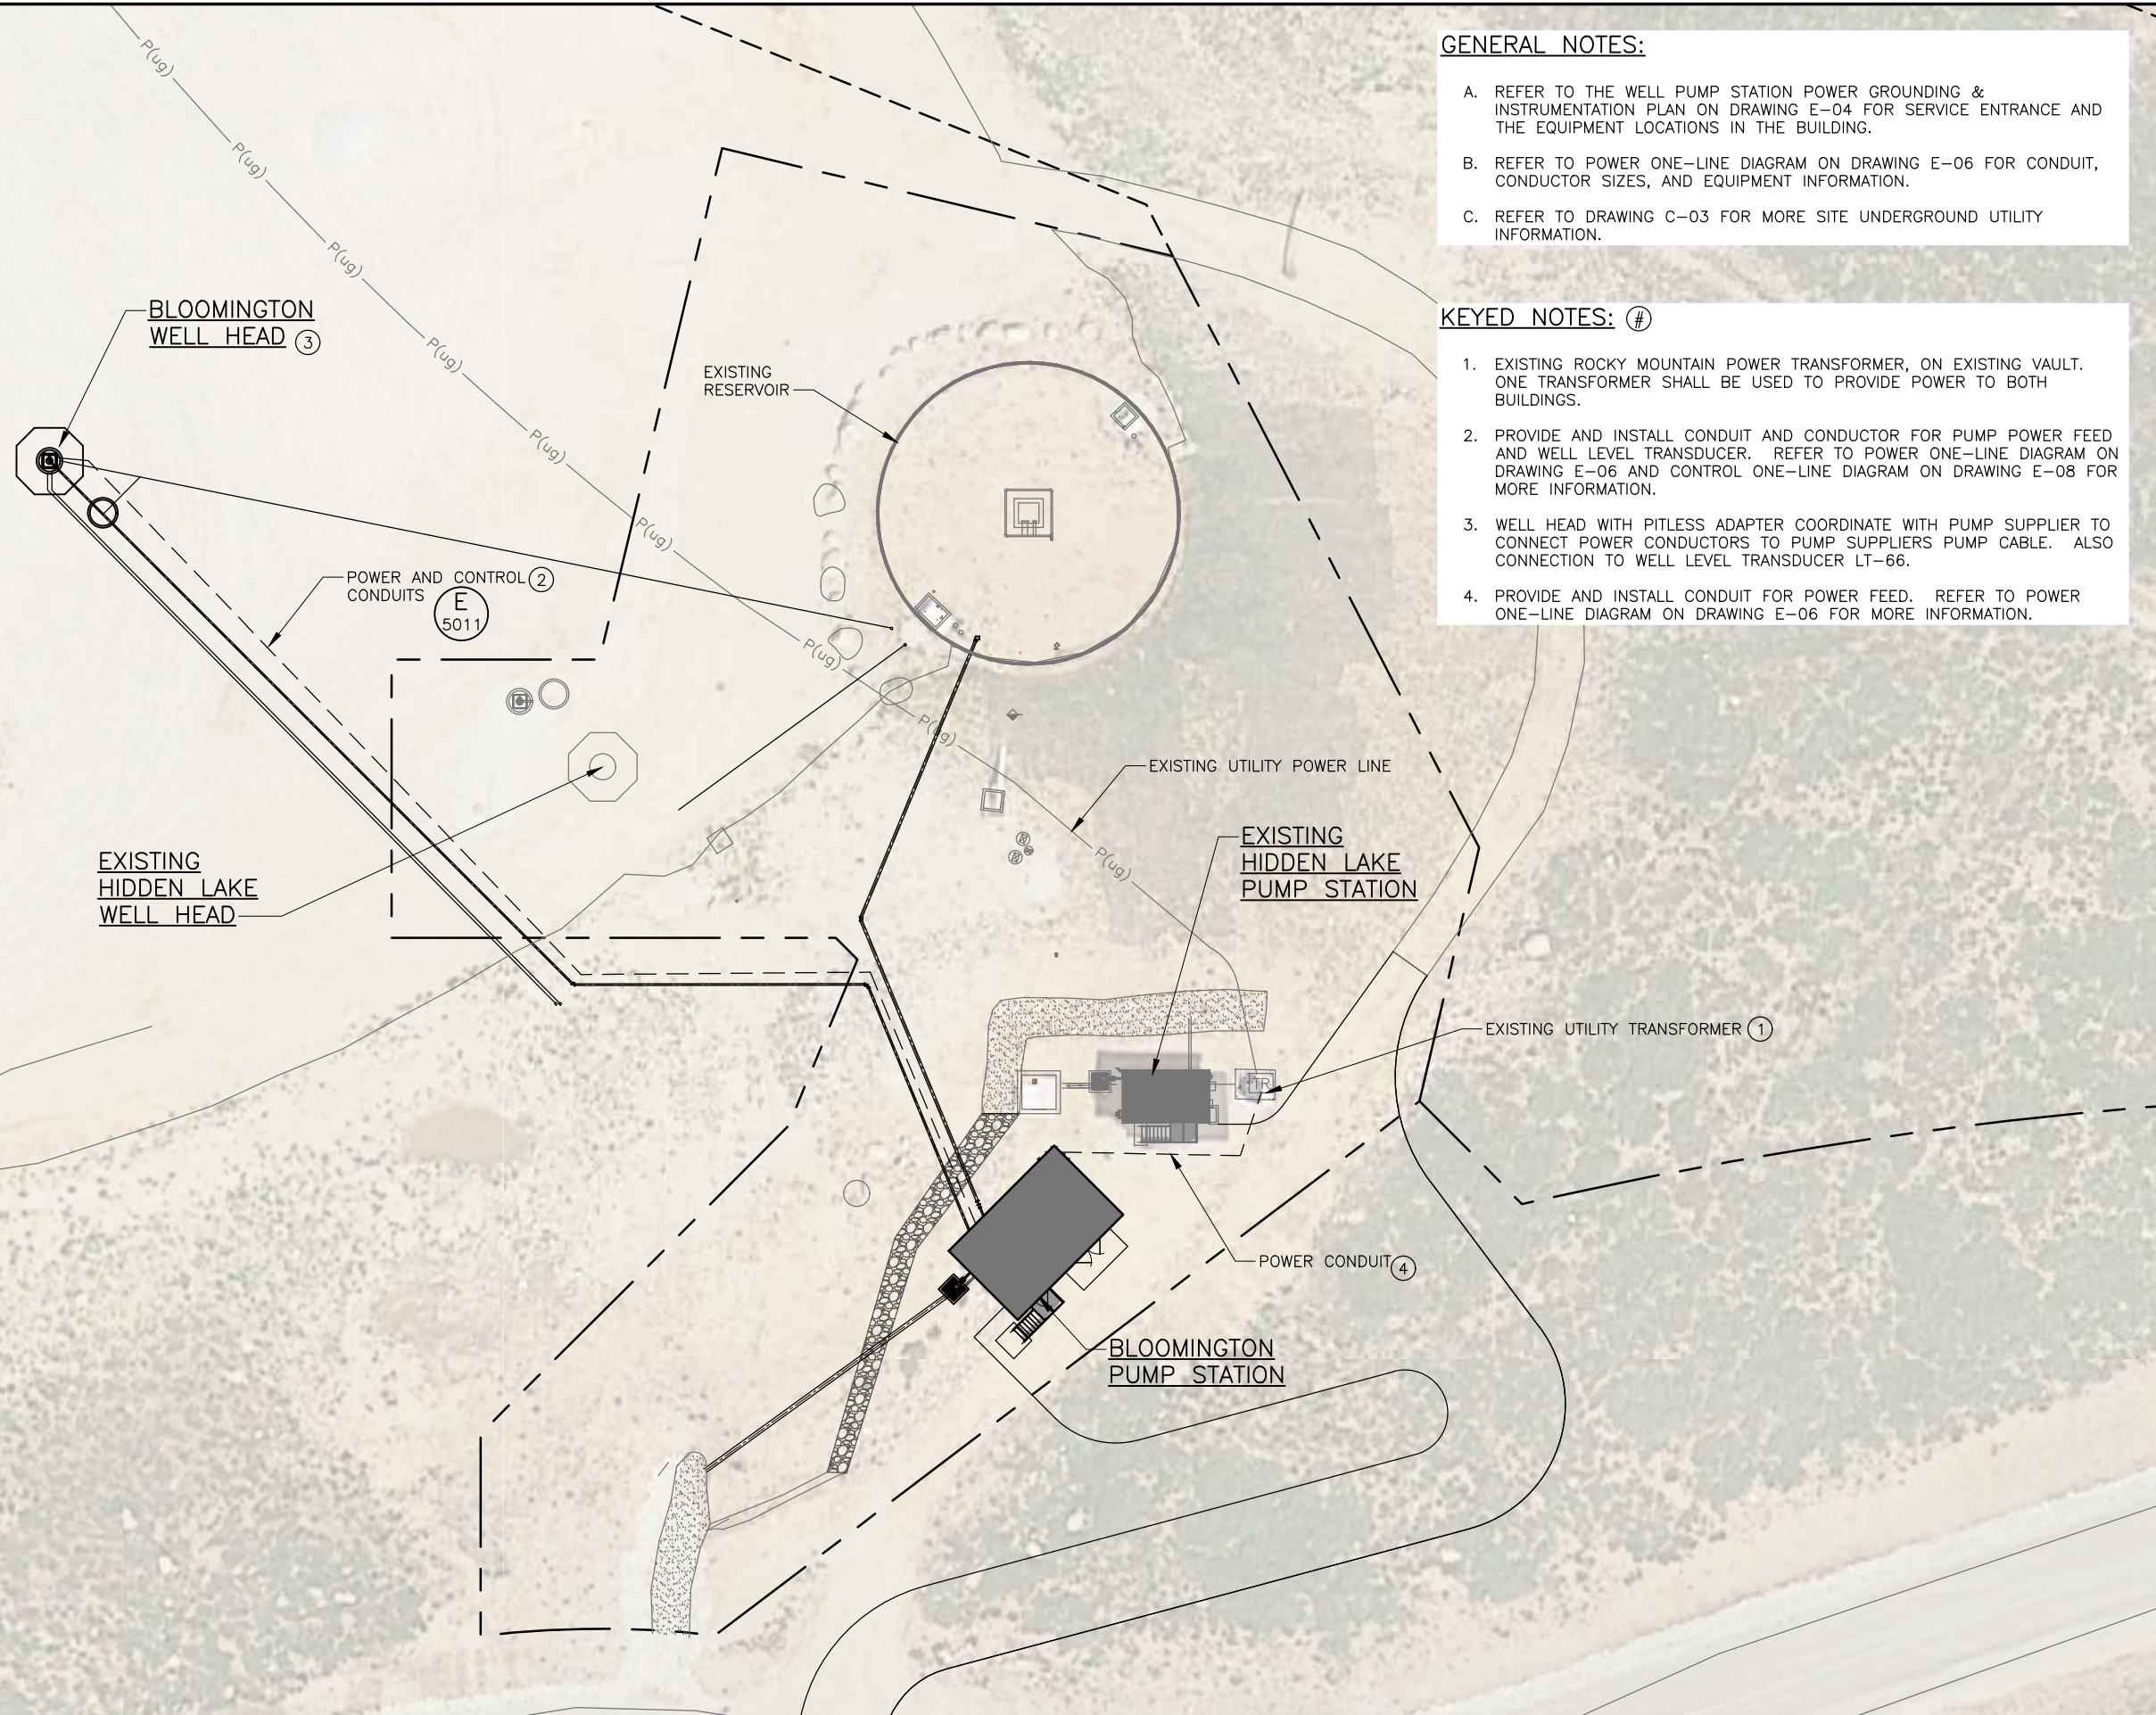 GENERAL NOTES:
A. REFER TO THE WELL PUMP STATION POWER GROUNDING &
INSTRUMENTATION PLAN ON DRAWING E-04 FOR SERVICE ENTRANCE AND
THE EQUIPMENT LOCATIONS IN THE BUILDING.
B. REFER TO POWER ONE-LINE DIAGRAM ON DRAWING E-06 FOR CONDUIT,
CONDUCTOR SIZES, AND EQUIPMENT INFORMATION.
C. REFER TO DRAWING C-03 FOR MORE SITE UNDERGROUND UTILITY
INFORMATION.
KEYED NOTES: #
1. EXISTING ROCKY MOUNTAIN POWER TRANSFORMER, ON EXISTING VAULT.
ONE TRANSFORMER SHALL BE USED TO PROVIDE POWER TO BOTH
BUILDINGS.
2. PROVIDE AND INSTALL CONDUIT AND CONDUCTOR FOR PUMP POWER FEED
AND WELL LEVEL TRANSDUCER. REFER TO POWER ONE-LINE DIAGRAM ON
DRAWING E-06 AND CONTROL ONE-LINE DIAGRAM ON DRAWING E-08 FOR
MORE INFORMATION.
3. WELL HEAD WITH PITLESS ADAPTER COORDINATE WITH PUMP SUPPLIER TO
CONNECT POWER CONDUCTORS TO PUMP SUPPLIERS PUMP CABLE. ALSO
CONNECTION TO WELL LEVEL TRANSDUCER LT-66.
4. PROVIDE AND INSTALL CONDUIT FOR POWER FEED. REFER TO POWER
ONE-LINE DIAGRAM ON DRAWING E-06 FOR MORE INFORMATION.
P(ug)
P(ug)
P(ug)
P(ug)
P(ug)
P(ug)
P(ug)
P(ug)
P(ug)
BLOOMINGTON
WELL HEAD 3
EXISTING
RESERVOIR
POWER AND CONTROL 2
CONDUITS
E
5011
EXISTING UTILITY POWER LINE
EXISTING
HIDDEN LAKE
PUMP STATION
EXISTING
HIDDEN LAKE
WELL HEAD
EXISTING UTILITY TRANSFORMER 1
TR
POWER CONDUIT 4
BLOOMINGTON
PUMP STATION